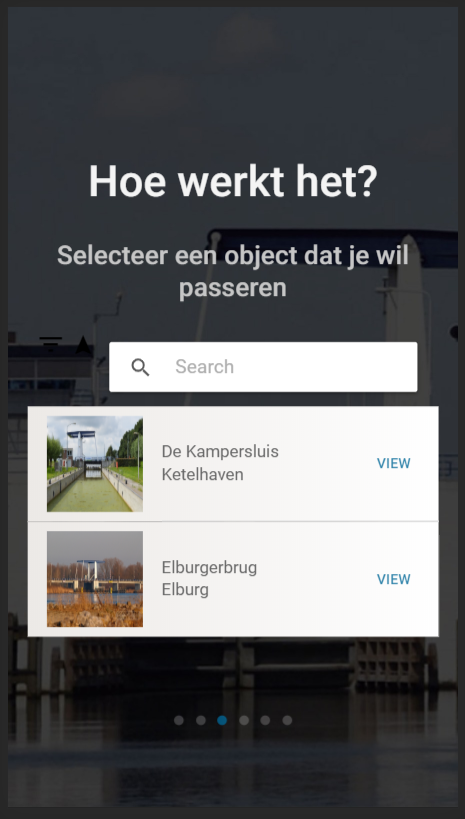 Hoe werkt het?
Selecteer een object dat je wil
passeren
Search
De Kampersluis
Ketelhaven
VIEW
Elburgerbrug
Elburg
VIEW